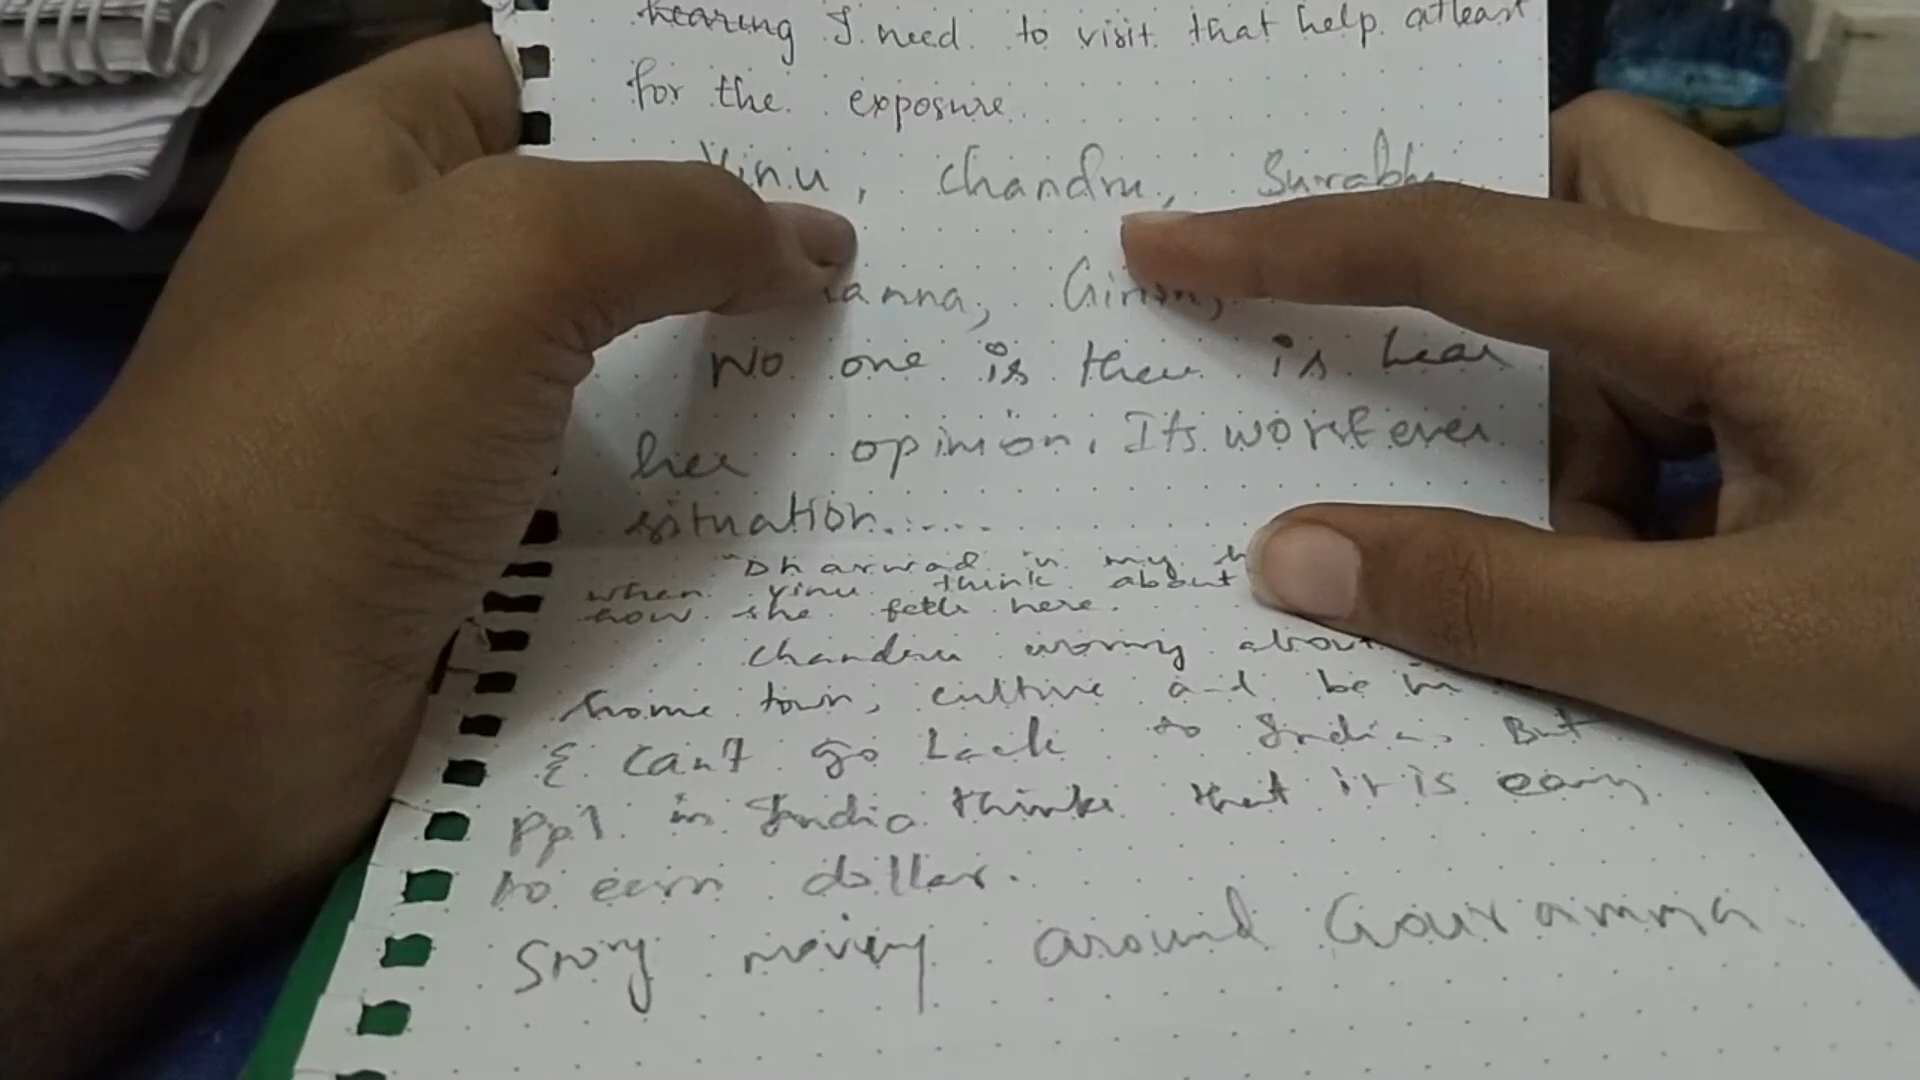 hearing I need to visit that help atleast
for the exposure
Vinu, Chandru, Surabh
anna, Girish,
No one is there is hear
her opinion. Its worst ever
situation.....
"Dharwad in my
when vinu think about
how she feels here.
Chandru worry about
home town, culture and be in
& can't go back to India. But
ppl in India thinks that it is easy
to earn dollar.
Story moving around Gouramma